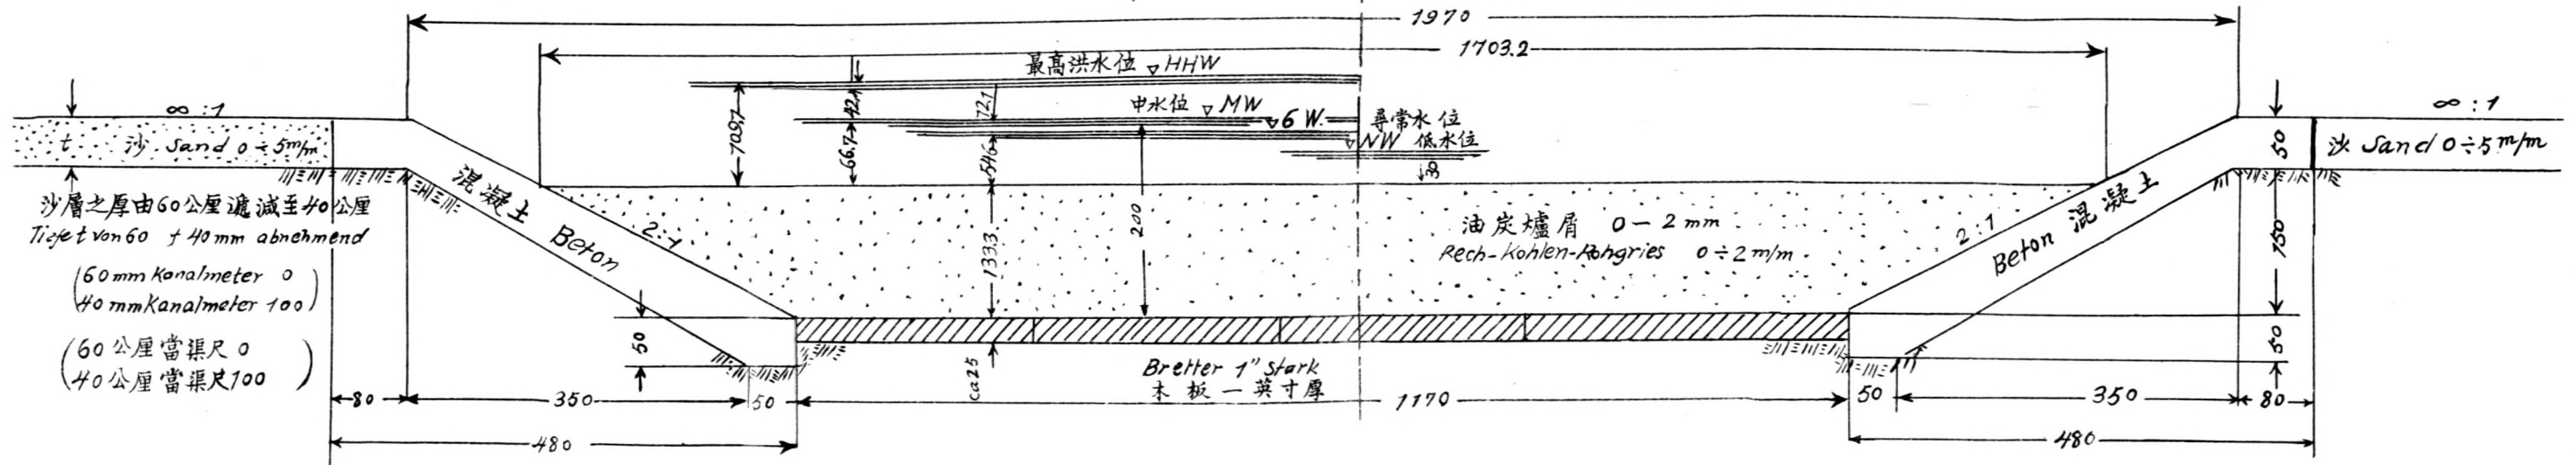 1970
1703.2
最高洪水位 ▽ HHW
中水位 ▽ MW
▽ 6 W. 尋常水位
▽ NW 低水位
∞ : 1
∞ : 1
t
沙 Sand 0 ÷ 5 m/m
沙 Sand 0 ÷ 5 m/m
42.1
72.1
66.7
54.6
30
200
133.3
50
150
50
沙層之厚由60公厘遞減至40公厘
Tiefe t von 60 ÷ 40 mm abnehmend
(60 mm Kanalmeter 0
40 mm Kanalmeter 100)
(60 公厘當渠尺 0
40 公厘當渠尺 100)
混凝土 Beton
2:1
油炭爐屑 0 — 2 mm
0 ÷ 2 m/m
2:1
Beton 混凝土
50
ca 25
Bretter 1" stark
木板一英寸厚
80
350
50
1170
50
350
80
480
480